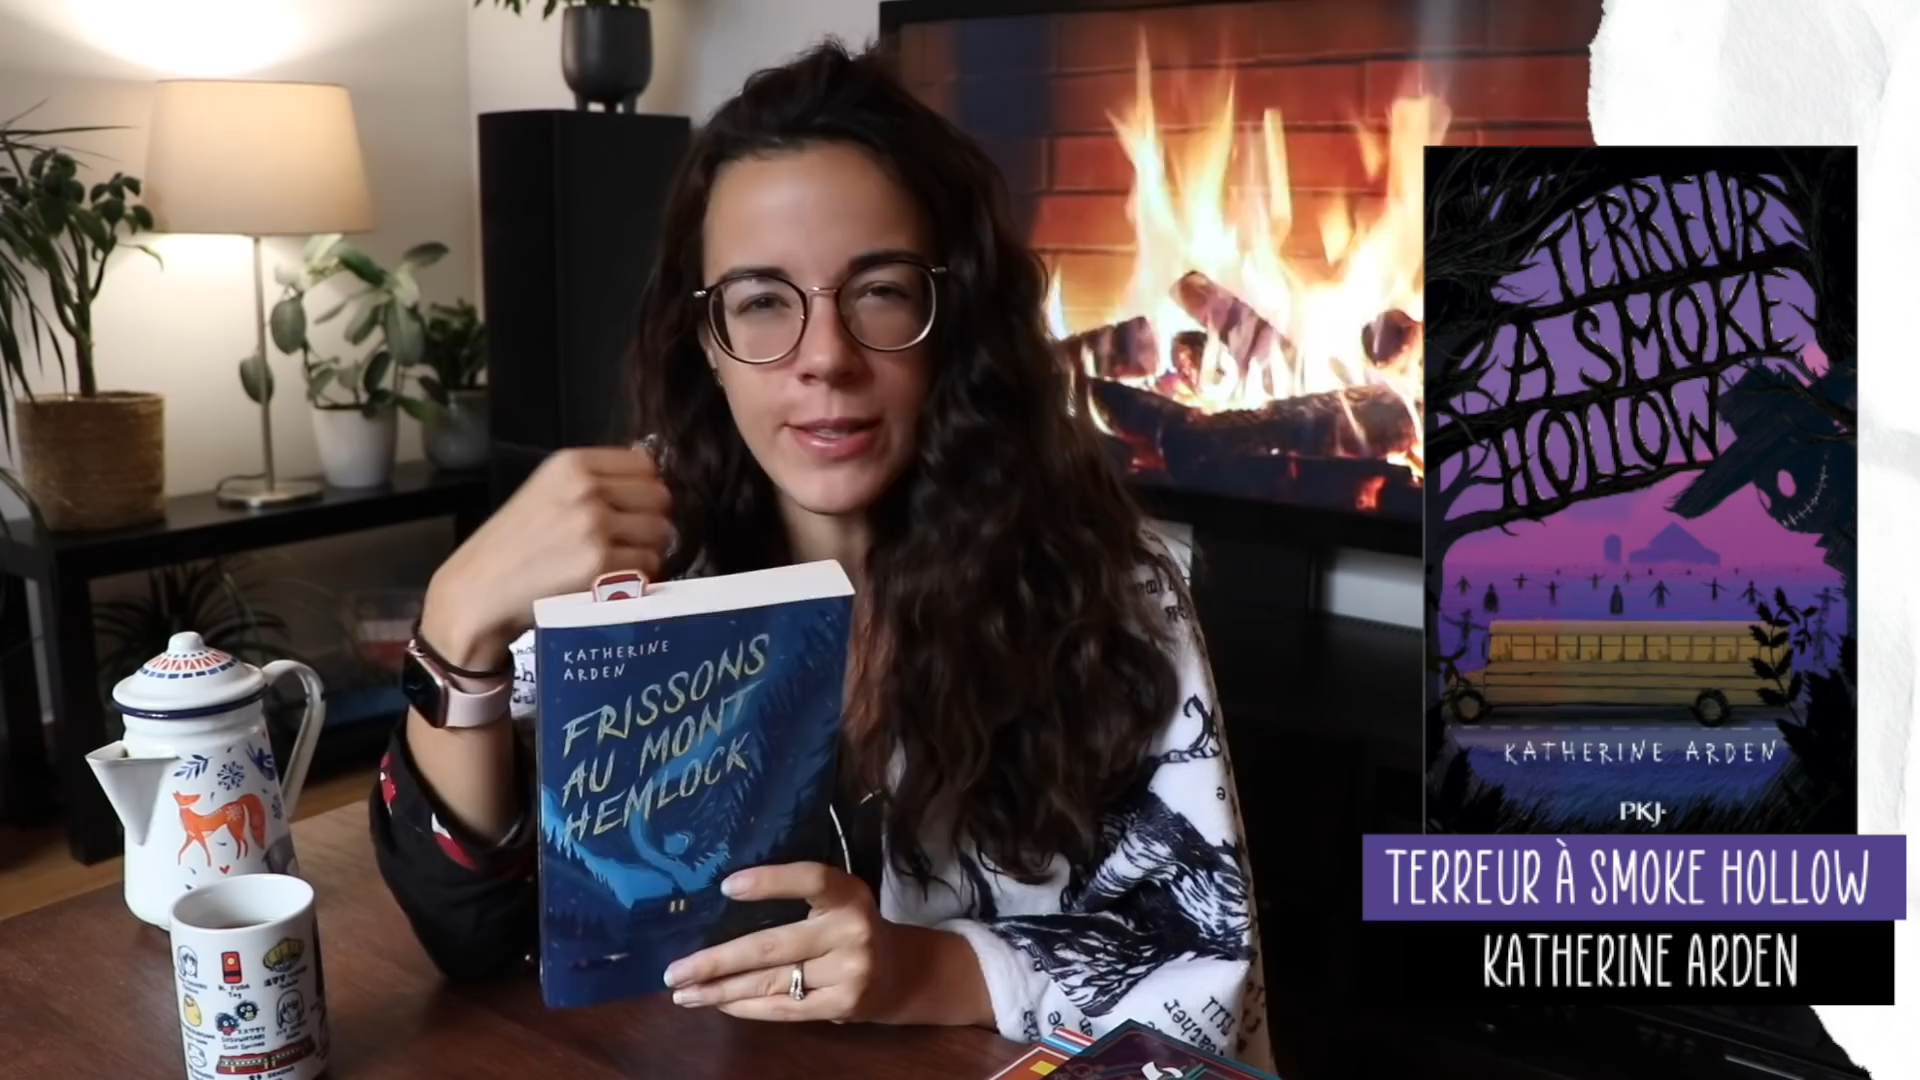 KATHERINE
ARDEN
FRISSONS
AU MONT
HEMLOCK
TERREUR
A SMOKE
HOLLOW
KATHERINE ARDEN
PKJ.
TERREUR À SMOKE HOLLOW
KATHERINE ARDEN